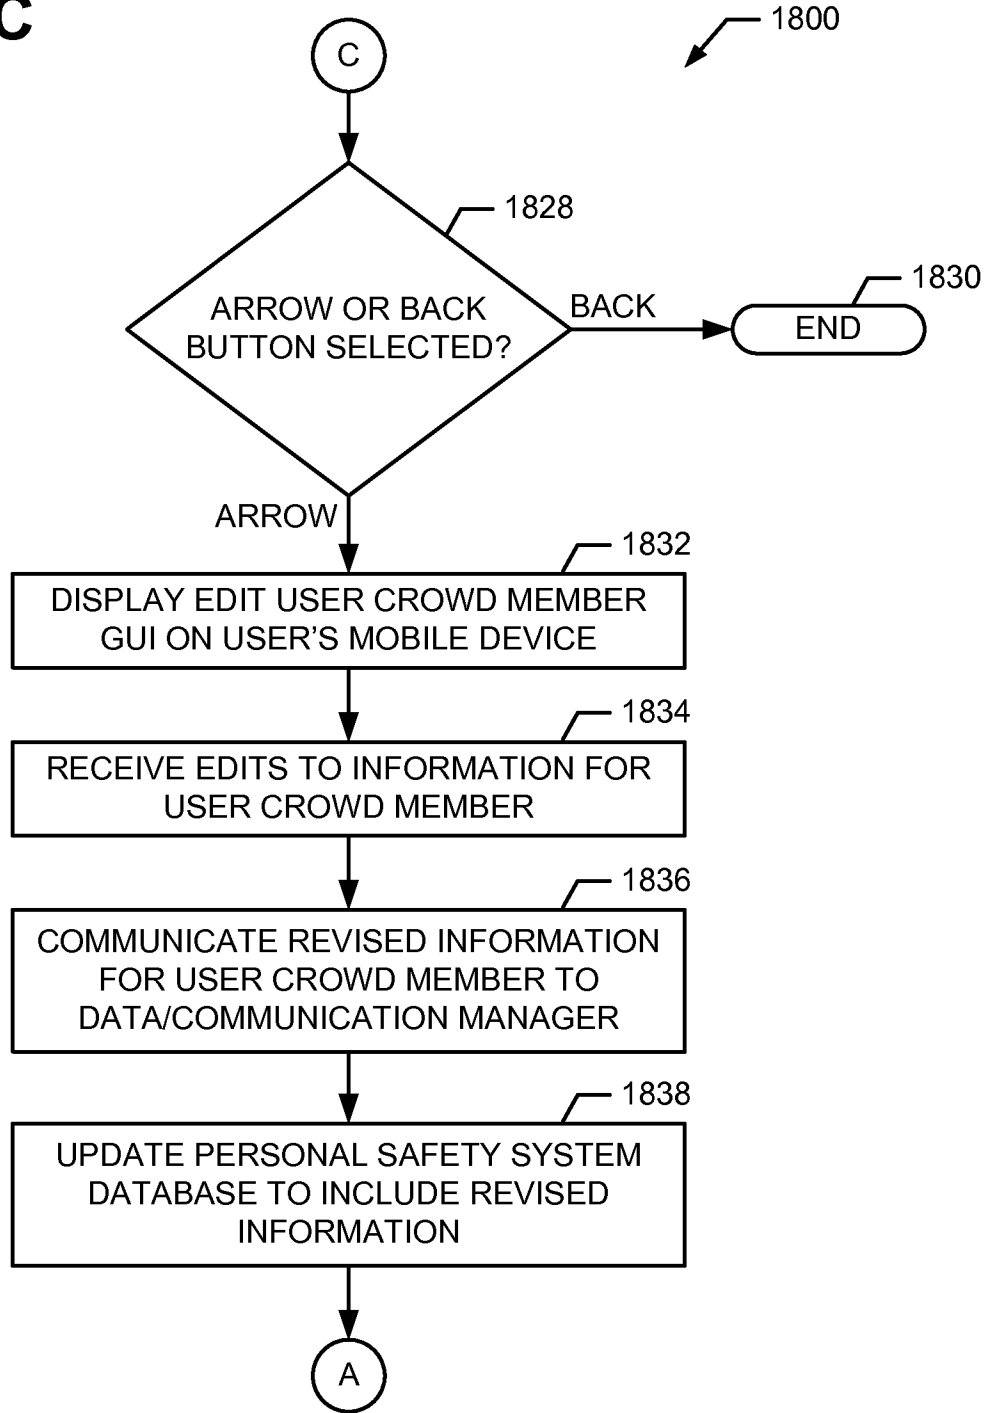 C
1800
C
1828
ARROW OR BACK
BUTTON SELECTED?
BACK
1830
END
ARROW
1832
DISPLAY EDIT USER CROWD MEMBER
GUI ON USER'S MOBILE DEVICE
1834
RECEIVE EDITS TO INFORMATION FOR
USER CROWD MEMBER
1836
COMMUNICATE REVISED INFORMATION
FOR USER CROWD MEMBER TO
DATA/COMMUNICATION MANAGER
1838
UPDATE PERSONAL SAFETY SYSTEM
DATABASE TO INCLUDE REVISED
INFORMATION
A